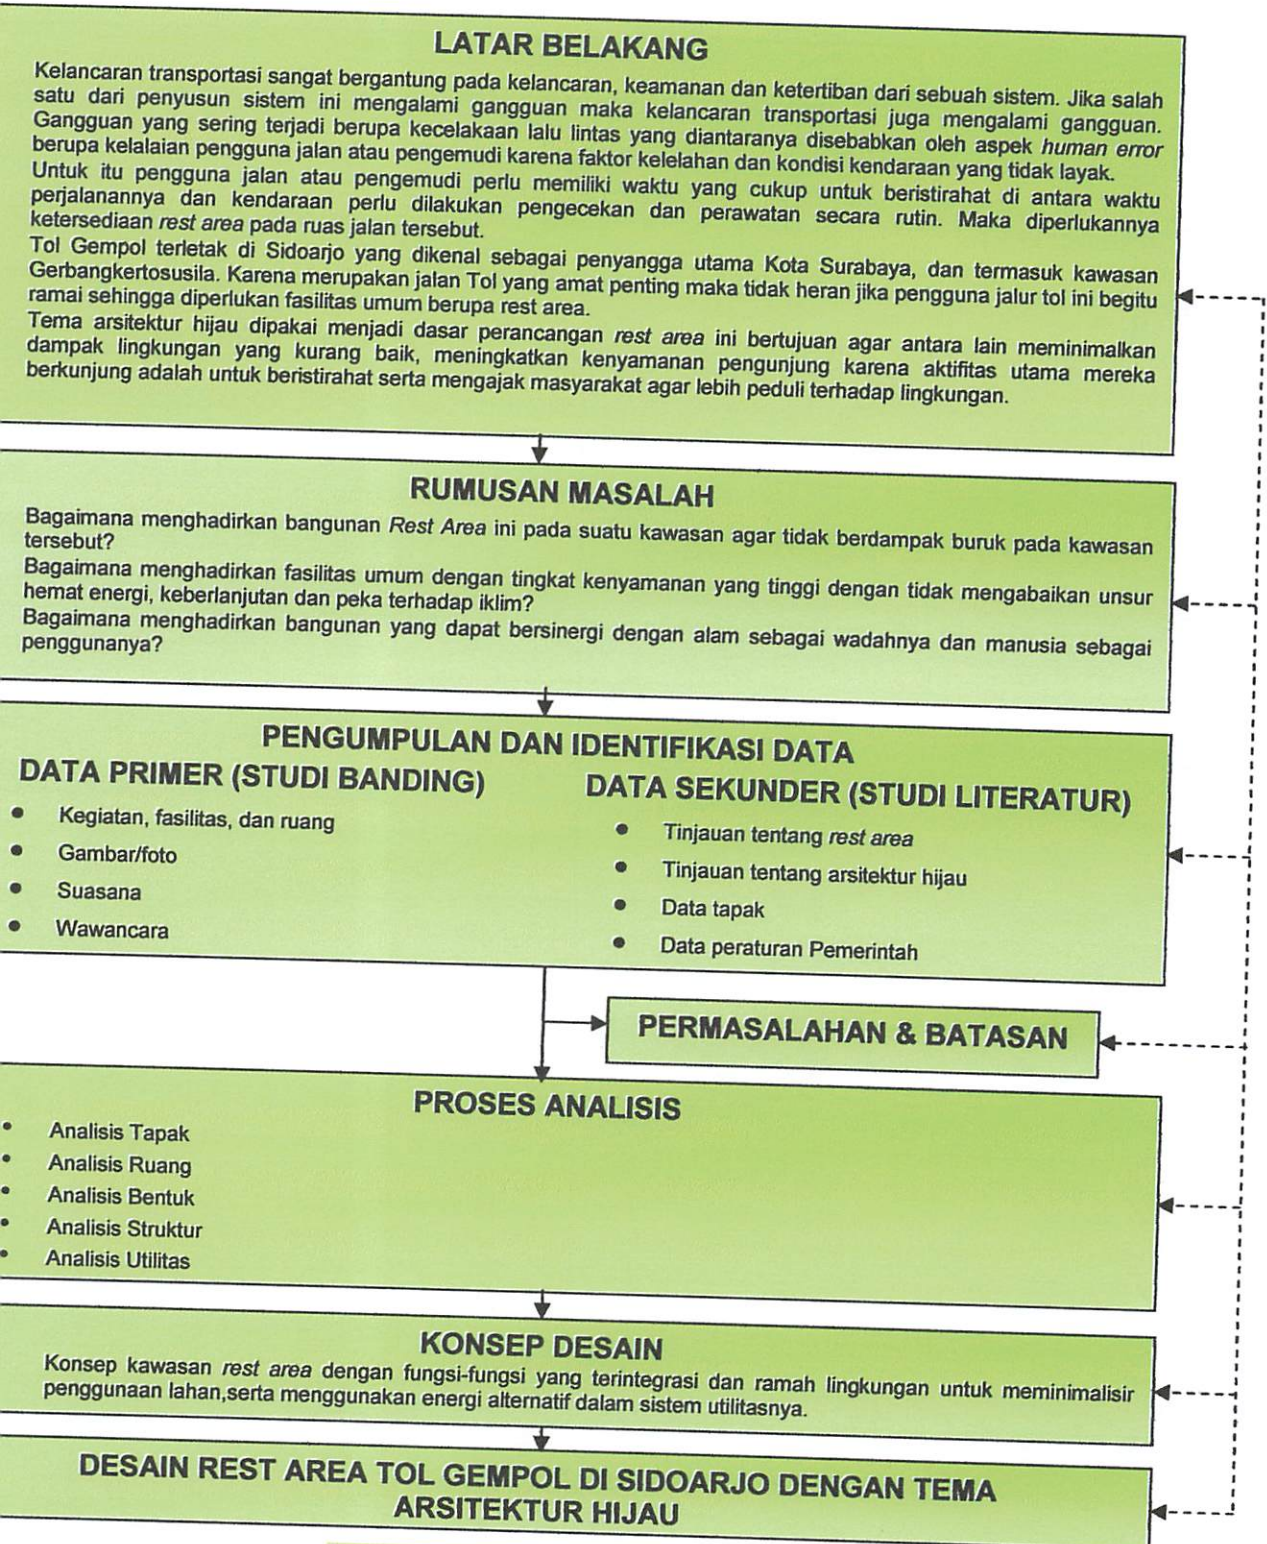 LATAR BELAKANG
Kelancaran transportasi sangat bergantung pada kelancaran, keamanan dan ketertiban dari sebuah sistem. Jika salah
satu dari penyusun sistem ini mengalami gangguan maka kelancaran transportasi juga mengalami gangguan.
Gangguan yang sering terjadi berupa kecelakaan lalu lintas yang diantaranya disebabkan oleh aspek human error
berupa kelalaian pengguna jalan atau pengemudi karena faktor kelelahan dan kondisi kendaraan yang tidak layak.
Untuk itu pengguna jalan atau pengemudi perlu memiliki waktu yang cukup untuk beristirahat di antara waktu
perjalanannya dan kendaraan perlu dilakukan pengecekan dan perawatan secara rutin. Maka diperlukannya
ketersediaan rest area pada ruas jalan tersebut.
Tol Gempol terletak di Sidoarjo yang dikenal sebagai penyangga utama Kota Surabaya, dan termasuk kawasan
Gerbangkertosusila. Karena merupakan jalan Tol yang amat penting maka tidak heran jika pengguna jalur tol ini begitu
ramai sehingga diperlukan fasilitas umum berupa rest area.
Tema arsitektur hijau dipakai menjadi dasar perancangan rest area ini bertujuan agar antara lain meminimalkan
dampak lingkungan yang kurang baik, meningkatkan kenyamanan pengunjung karena aktifitas utama mereka
berkunjung adalah untuk beristirahat serta mengajak masyarakat agar lebih peduli terhadap lingkungan.
RUMUSAN MASALAH
Bagaimana menghadirkan bangunan Rest Area ini pada suatu kawasan agar tidak berdampak buruk pada kawasan
tersebut?
Bagaimana menghadirkan fasilitas umum dengan tingkat kenyamanan yang tinggi dengan tidak mengabaikan unsur
hemat energi, keberlanjutan dan peka terhadap iklim?
Bagaimana menghadirkan bangunan yang dapat bersinergi dengan alam sebagai wadahnya dan manusia sebagai
penggunanya?
PENGUMPULAN DAN IDENTIFIKASI DATA
DATA PRIMER (STUDI BANDING)
• Kegiatan, fasilitas, dan ruang
• Gambar/foto
• Suasana
• Wawancara
DATA SEKUNDER (STUDI LITERATUR)
• Tinjauan tentang rest area
• Tinjauan tentang arsitektur hijau
• Data tapak
• Data peraturan Pemerintah
PERMASALAHAN & BATASAN
PROSES ANALISIS
• Analisis Tapak
• Analisis Ruang
• Analisis Bentuk
• Analisis Struktur
• Analisis Utilitas
KONSEP DESAIN
Konsep kawasan rest area dengan fungsi-fungsi yang terintegrasi dan ramah lingkungan untuk meminimalisir
penggunaan lahan,serta menggunakan energi alternatif dalam sistem utilitasnya.
DESAIN REST AREA TOL GEMPOL DI SIDOARJO DENGAN TEMA
ARSITEKTUR HIJAU